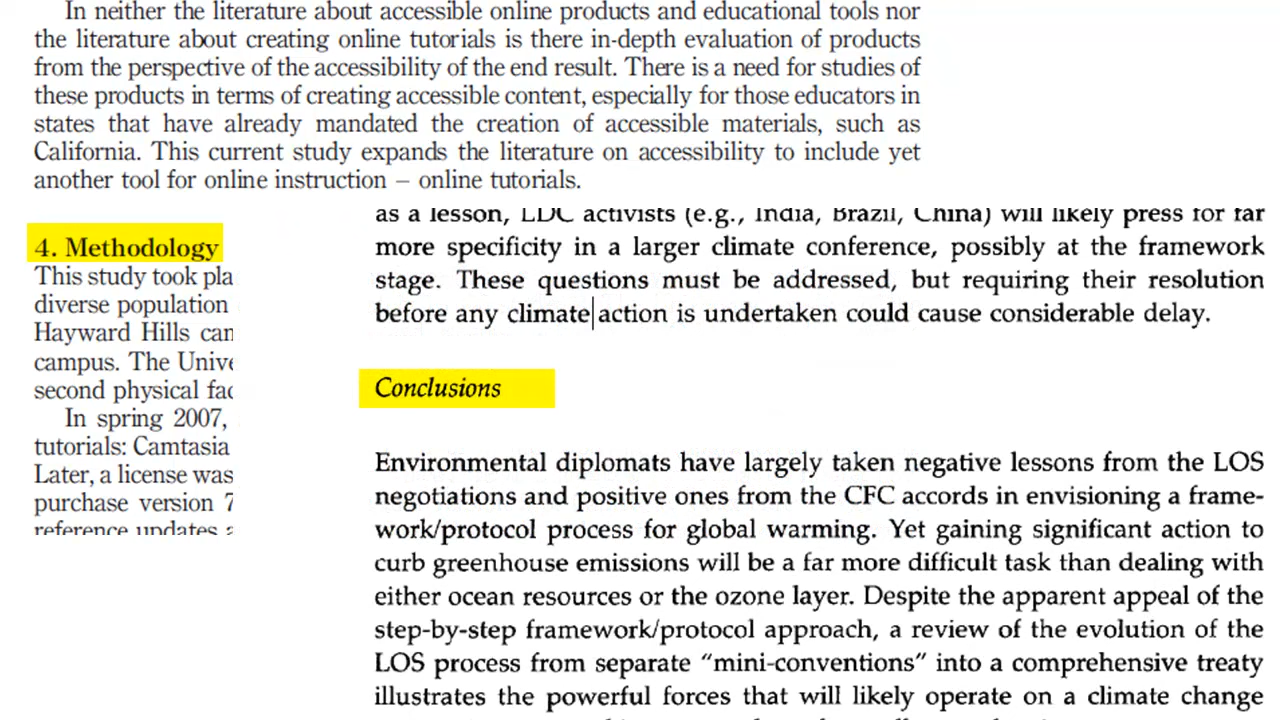 In neither the literature about accessible online products and educational tools nor
the literature about creating online tutorials is there in-depth evaluation of products
from the perspective of the accessibility of the end result. There is a need for studies of
these products in terms of creating accessible content, especially for those educators in
states that have already mandated the creation of accessible materials, such as
California. This current study expands the literature on accessibility to include yet
another tool for online instruction – online tutorials.
4. Methodology
This study took pla
diverse population
Hayward Hills can
campus. The Unive
second physical fac
In spring 2007,
tutorials: Camtasia
Later, a license was
purchase version 7
reference updates a
as a lesson, LDC activists (e.g., India, Brazil, China) will likely press for far
more specificity in a larger climate conference, possibly at the framework
stage. These questions must be addressed, but requiring their resolution
before any climate action is undertaken could cause considerable delay.
Conclusions
Environmental diplomats have largely taken negative lessons from the LOS
negotiations and positive ones from the CFC accords in envisioning a frame-
work/protocol process for global warming. Yet gaining significant action to
curb greenhouse emissions will be a far more difficult task than dealing with
either ocean resources or the ozone layer. Despite the apparent appeal of the
step-by-step framework/protocol approach, a review of the evolution of the
LOS process from separate "mini-conventions" into a comprehensive treaty
illustrates the powerful forces that will likely operate on a climate change